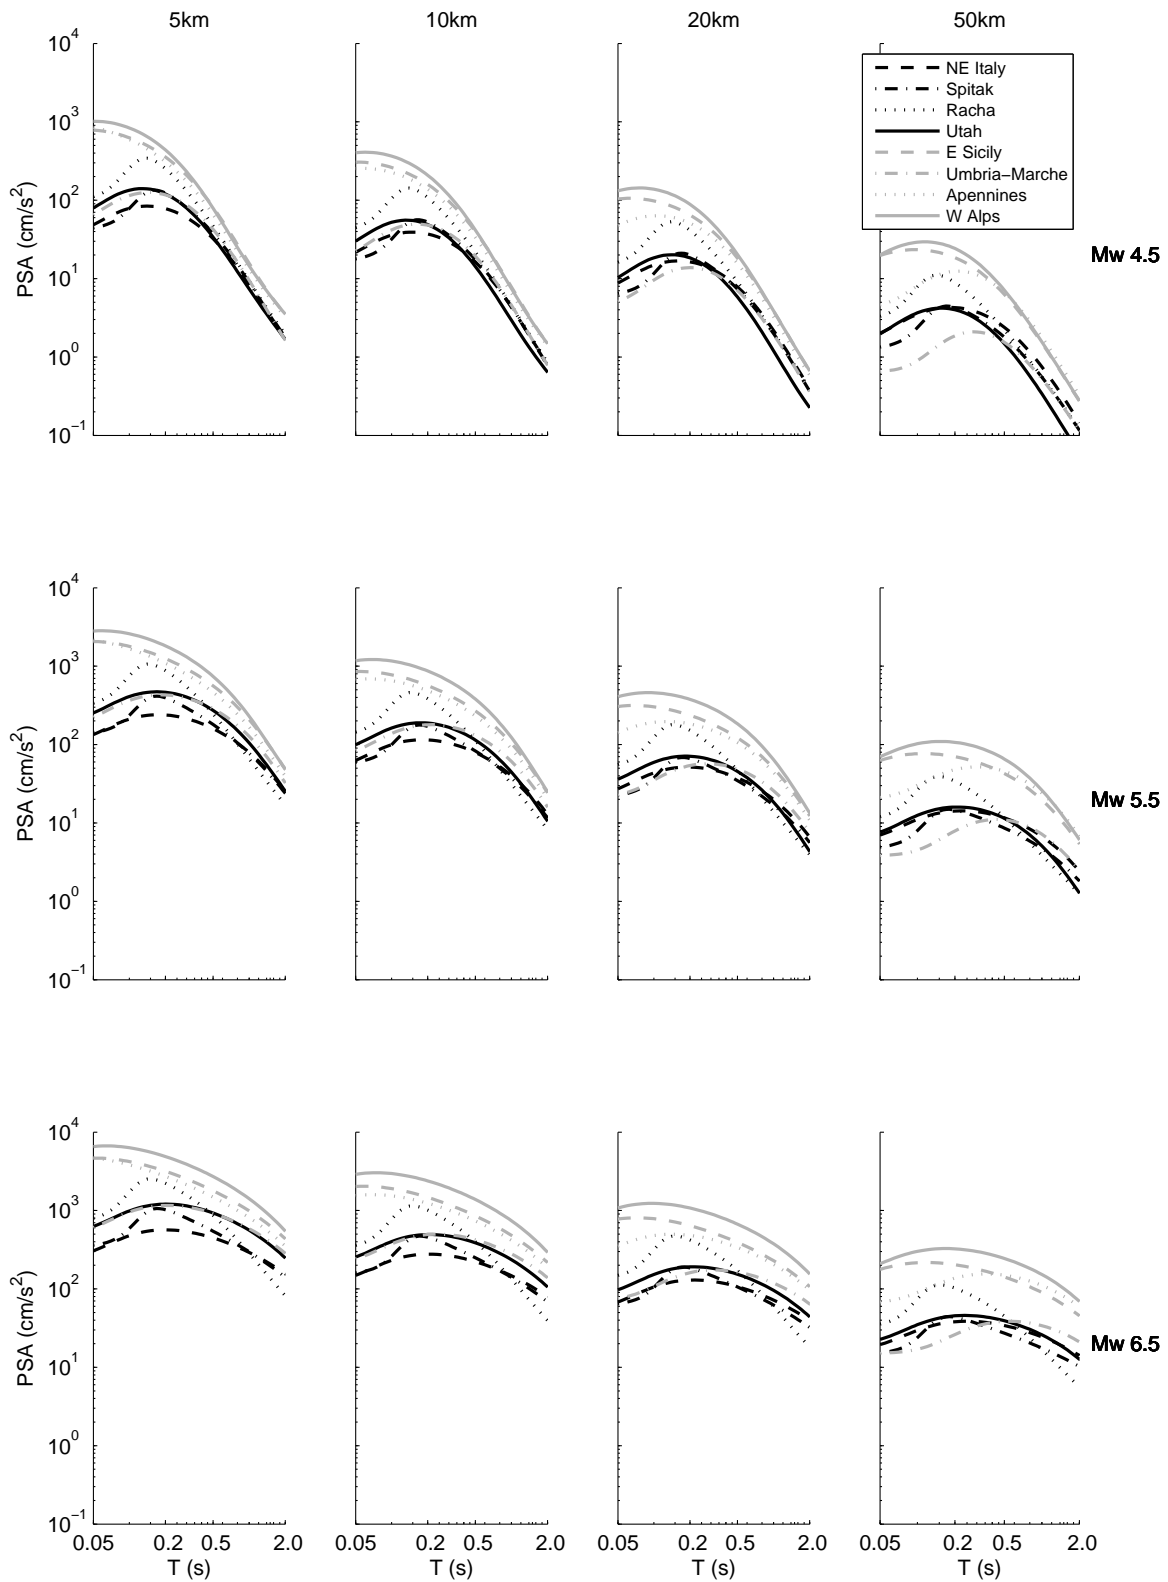 5km 10km 20km 50km
10^4
10^3
10^2
10^1
10^0
10^−1
PSA (cm/s^2)
NE Italy
Spitak
Racha
Utah
E Sicily
Umbria−Marche
Apennines
W Alps
Mw 4.5
10^4
10^3
10^2
10^1
10^0
10^−1
PSA (cm/s^2)
Mw 5.5
10^4
10^3
10^2
10^1
10^0
10^−1
PSA (cm/s^2)
Mw 6.5
0.05 0.2 0.5 2.0 0.05 0.2 0.5 2.0 0.05 0.2 0.5 2.0 0.05 0.2 0.5 2.0
T (s) T (s) T (s) T (s)